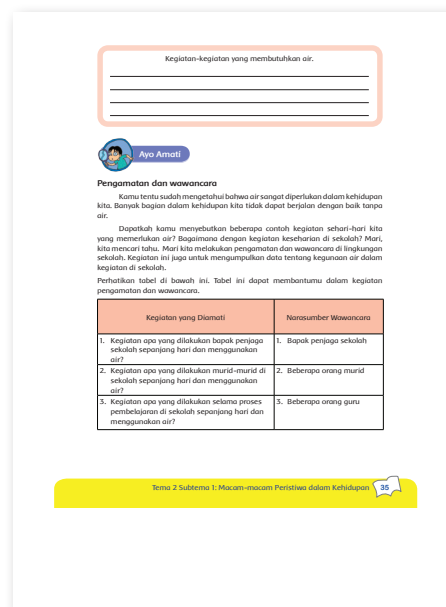 Kegiatan-kegiatan yang membutuhkan air.
Ayo Amati
Pengamatan dan wawancara
Kamu tentu sudah mengetahui bahwa air sangat diperlukan dalam kehidupan
kita. Banyak bagian dalam kehidupan kita tidak dapat berjalan dengan baik tanpa
air.
Dapatkah kamu menyebutkan beberapa contoh kegiatan sehari-hari kita
yang memerlukan air? Bagaimana dengan kegiatan keseharian di sekolah? Mari,
kita mencari tahu. Mari kita melakukan pengamatan dan wawancara di lingkungan
sekolah. Kegiatan ini juga untuk mengumpulkan data tentang kegunaan air dalam
kegiatan di sekolah.
Perhatikan tabel di bawah ini. Tabel ini dapat membantumu dalam kegiatan
pengamatan dan wawancara.
Kegiatan yang Diamati
Narasumber Wawancara
1. Kegiatan apa yang dilakukan bapak penjaga
sekolah sepanjang hari dan menggunakan
air?
1. Bapak penjaga sekolah
2. Kegiatan apa yang dilakukan murid-murid di
sekolah sepanjang hari dan menggunakan
air?
2. Beberapa orang murid
3. Kegiatan apa yang dilakukan selama proses
pembelajaran di sekolah sepanjang hari dan
menggunakan air?
3. Beberapa orang guru
Tema 2 Subtema 1: Macam-macam Peristiwa dalam Kehidupan
35